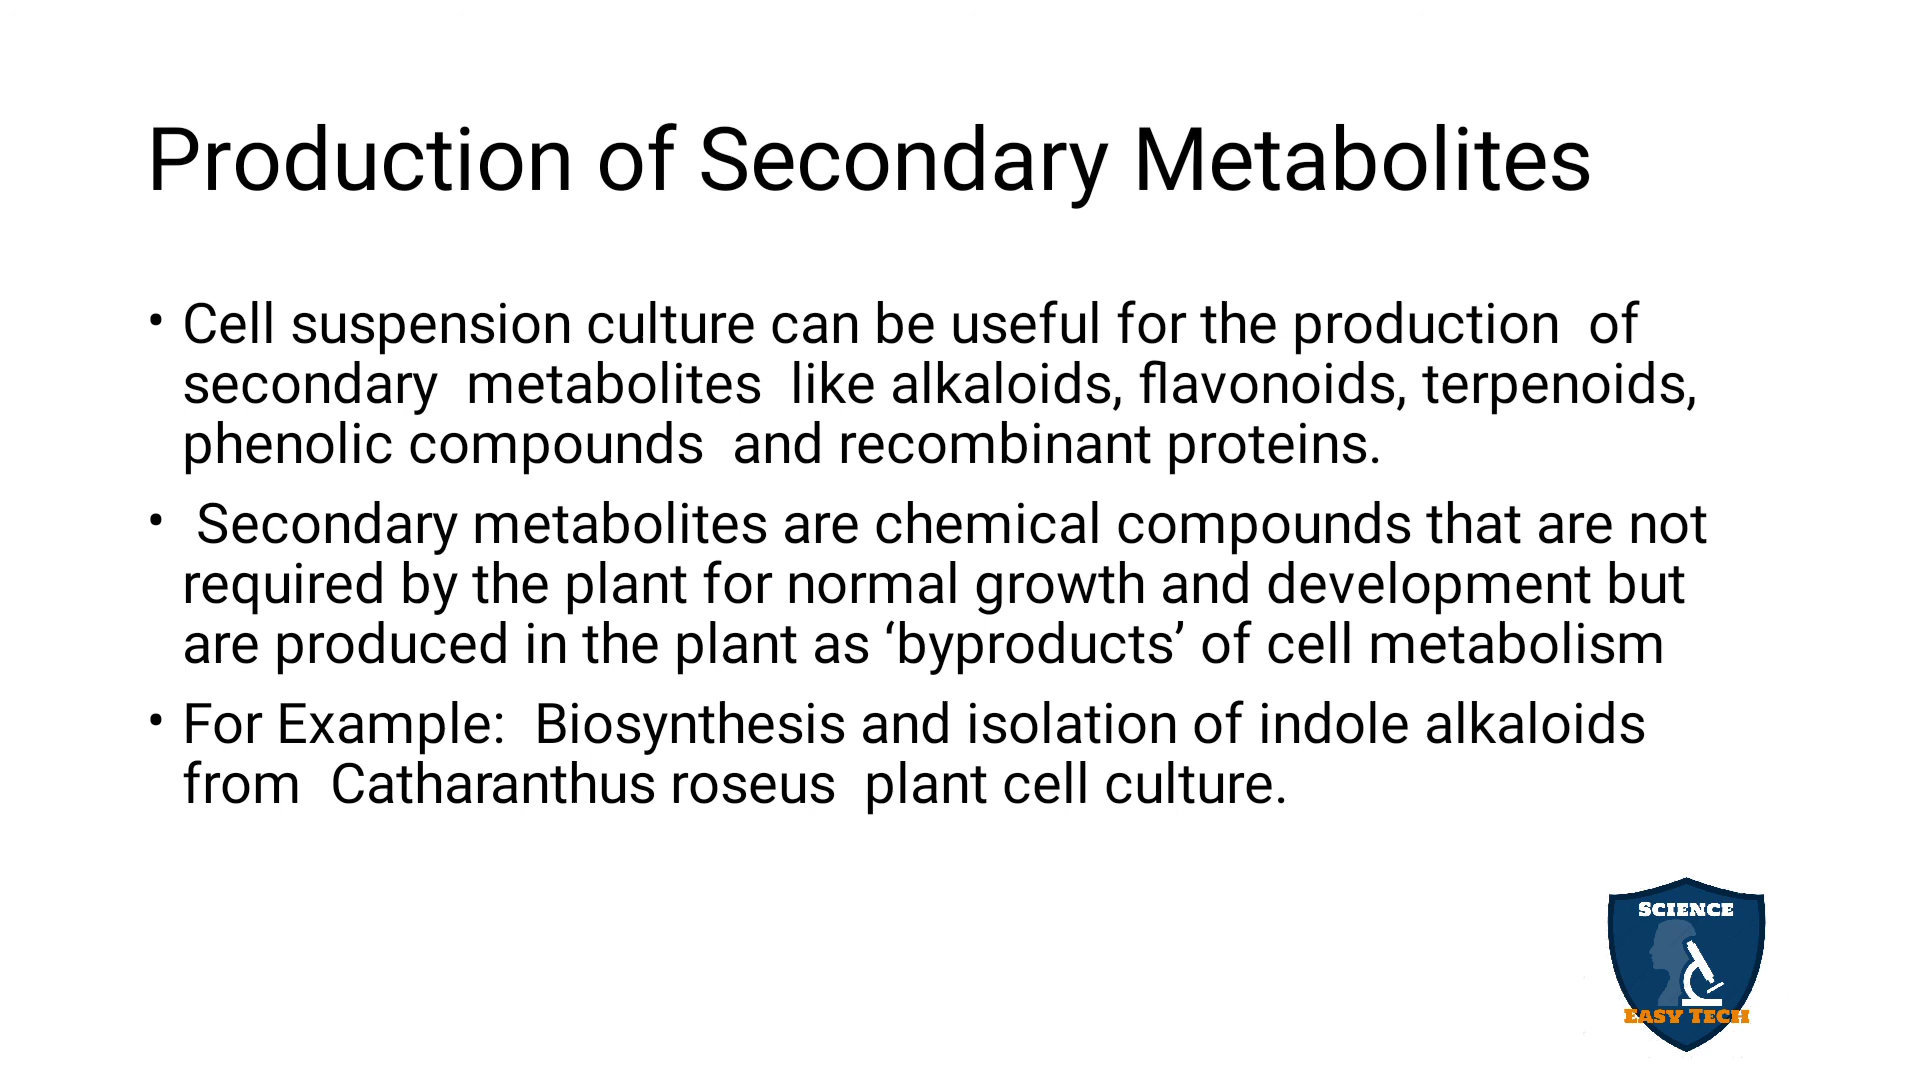 Production of Secondary Metabolites
• Cell suspension culture can be useful for the production  of
secondary  metabolites  like alkaloids, flavonoids, terpenoids,
phenolic compounds  and recombinant proteins.
•  Secondary metabolites are chemical compounds that are not
required by the plant for normal growth and development but
are produced in the plant as ‘byproducts’ of cell metabolism
• For Example:  Biosynthesis and isolation of indole alkaloids
from  Catharanthus roseus  plant cell culture.
SCIENCE
EASY TECH